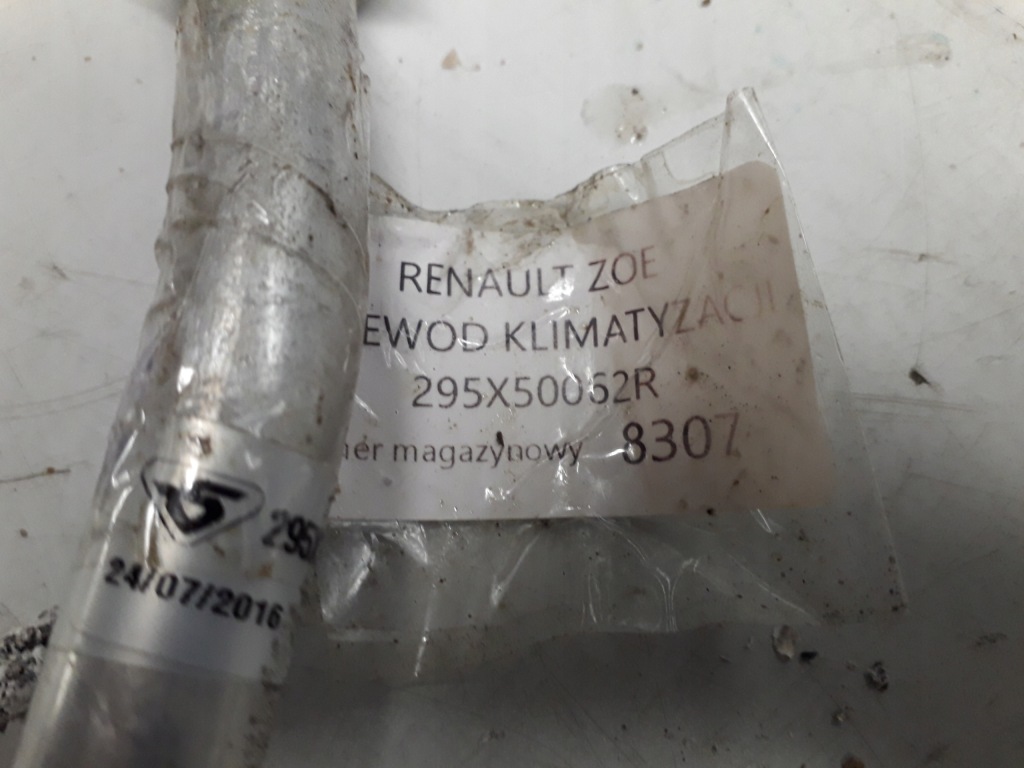 RENAULT ZOE
EWOD KLIMATYZACJI
295X50062R
ner magazynowy 8307
295
24/07/2016